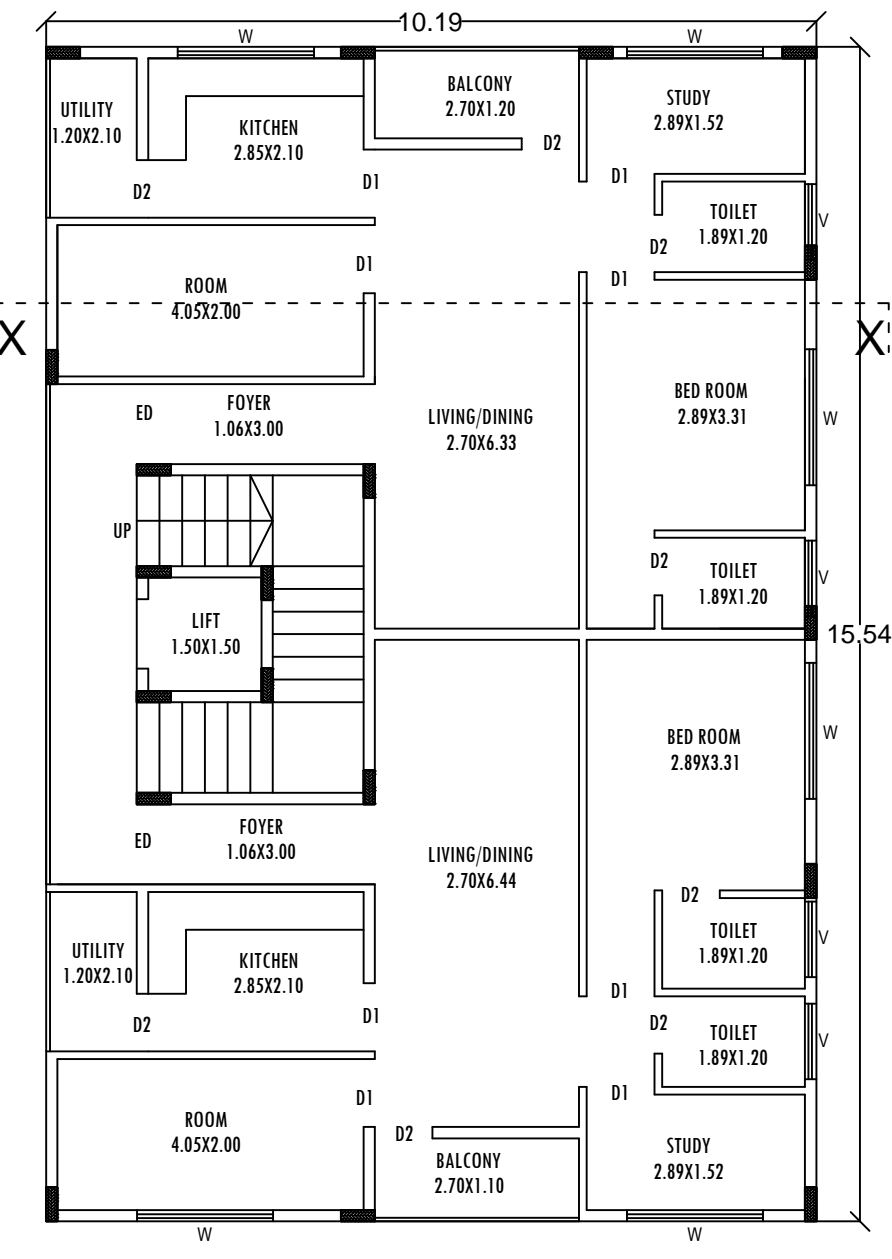 10.19
W
W
BALCONY
2.70X1.20
STUDY
2.89X1.52
UTILITY
1.20X2.10
KITCHEN
2.85X2.10
D2
D1
D1
D2
TOILET
1.89X1.20
V
D2
D1
D1
ROOM
4.05X2.00
X
X
ED
FOYER
1.06X3.00
LIVING/DINING
2.70X6.33
BED ROOM
2.89X3.31
W
UP
D2
TOILET
1.89X1.20
V
LIFT
1.50X1.50
15.54
BED ROOM
2.89X3.31
W
ED
FOYER
1.06X3.00
LIVING/DINING
2.70X6.44
D2
TOILET
1.89X1.20
V
UTILITY
1.20X2.10
KITCHEN
2.85X2.10
D1
D2
D1
D2
TOILET
1.89X1.20
V
D1
D1
ROOM
4.05X2.00
D2
BALCONY
2.70X1.10
STUDY
2.89X1.52
W
W